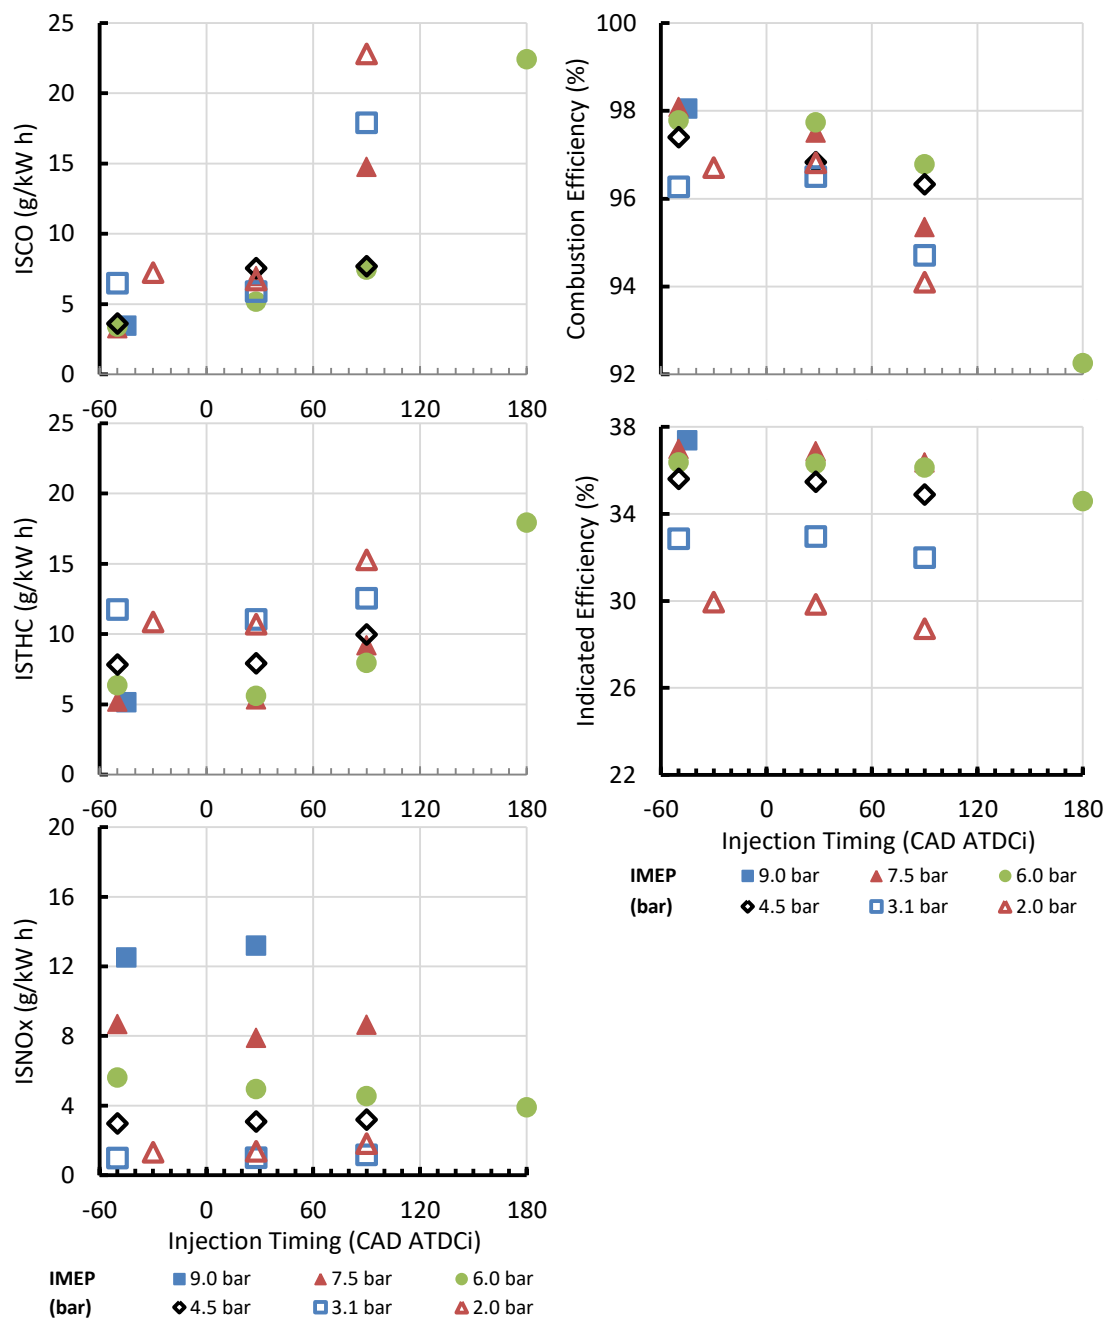 25
20
15
10
5
0
ISCO (g/kW h)
-60 0 60 120 180
100
98
96
94
92
Combustion Efficiency (%)
25
20
15
10
5
0
ISTHC (g/kW h)
-60 0 60 120 180
38
34
30
26
22
Indicated Efficiency (%)
-60 0 60 120 180
Injection Timing (CAD ATDCi)
IMEP 9.0 bar 7.5 bar 6.0 bar
(bar) 4.5 bar 3.1 bar 2.0 bar
20
16
12
8
4
0
ISNOx (g/kW h)
-60 0 60 120 180
Injection Timing (CAD ATDCi)
IMEP 9.0 bar 7.5 bar 6.0 bar
(bar) 4.5 bar 3.1 bar 2.0 bar